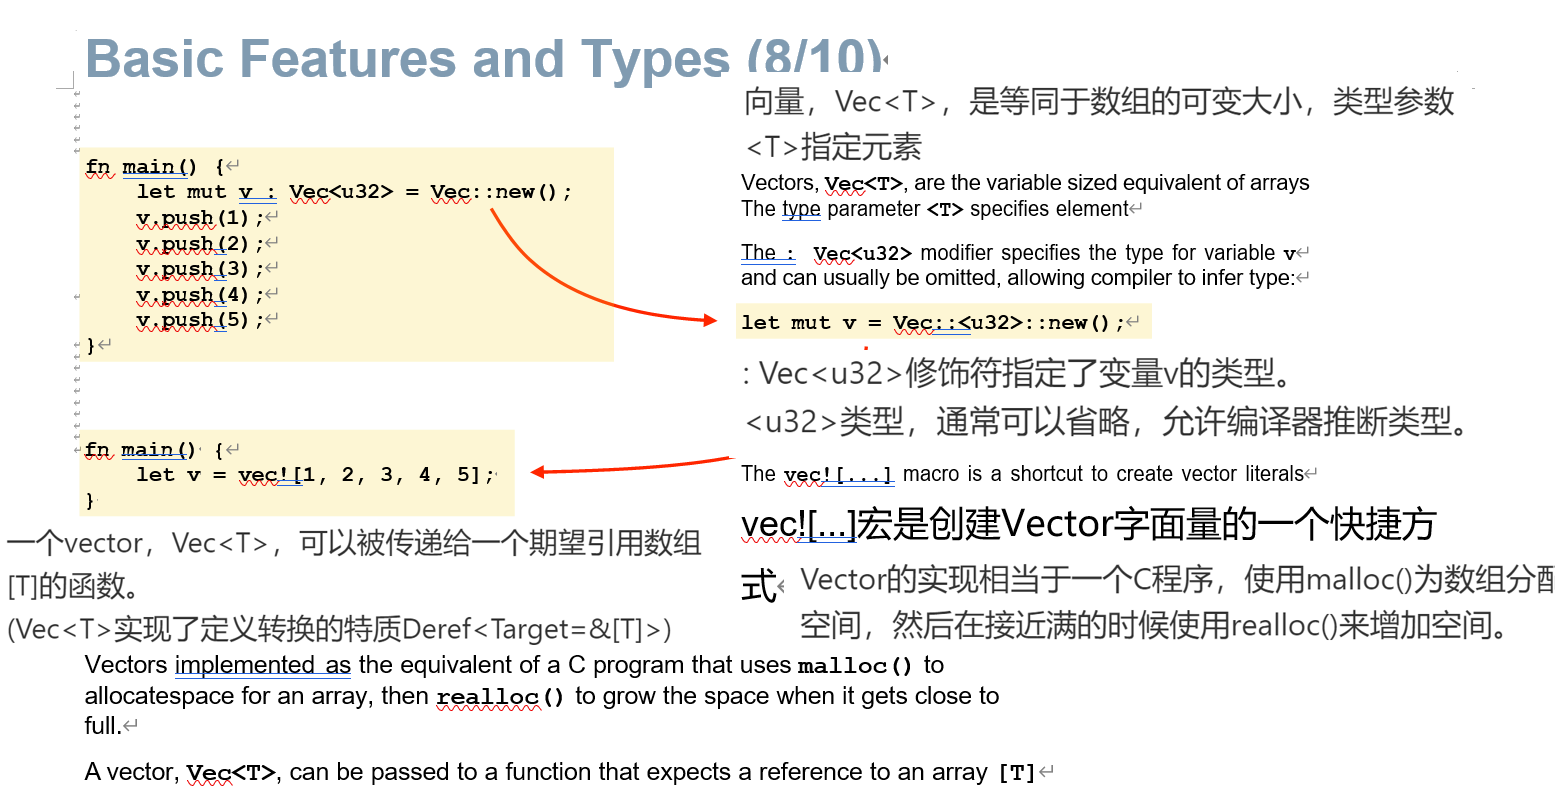 Basic Features and Types (8/10)
fn main() {
let mut v : Vec<u32> = Vec::new();
v.push(1);
v.push(2);
v.push(3);
v.push(4);
v.push(5);
}
向量，Vec<T>，是等同于数组的可变大小，类型参数
<T>指定元素
Vectors, Vec<T>, are the variable sized equivalent of arrays
The type parameter <T> specifies element
The : Vec<u32> modifier specifies the type for variable v
and can usually be omitted, allowing compiler to infer type:
let mut v = Vec::<u32>::new();
: Vec<u32>修饰符指定了变量v的类型。
<u32>类型，通常可以省略，允许编译器推断类型。
fn main() {
let v = vec![1, 2, 3, 4, 5];
}
The vec![...] macro is a shortcut to create vector literals
vec![...]宏是创建Vector字面量的一个快捷方
式
一个vector，Vec<T>，可以被传递给一个期望引用数组
[T]的函数。
(Vec<T>实现了定义转换的特质Deref<Target=&[T]>)
Vector的实现相当于一个C程序，使用malloc()为数组分配
空间，然后在接近满的时候使用realloc()来增加空间。
Vectors implemented as the equivalent of a C program that uses malloc() to
allocatespace for an array, then realloc() to grow the space when it gets close to
full.
A vector, Vec<T>, can be passed to a function that expects a reference to an array [T]